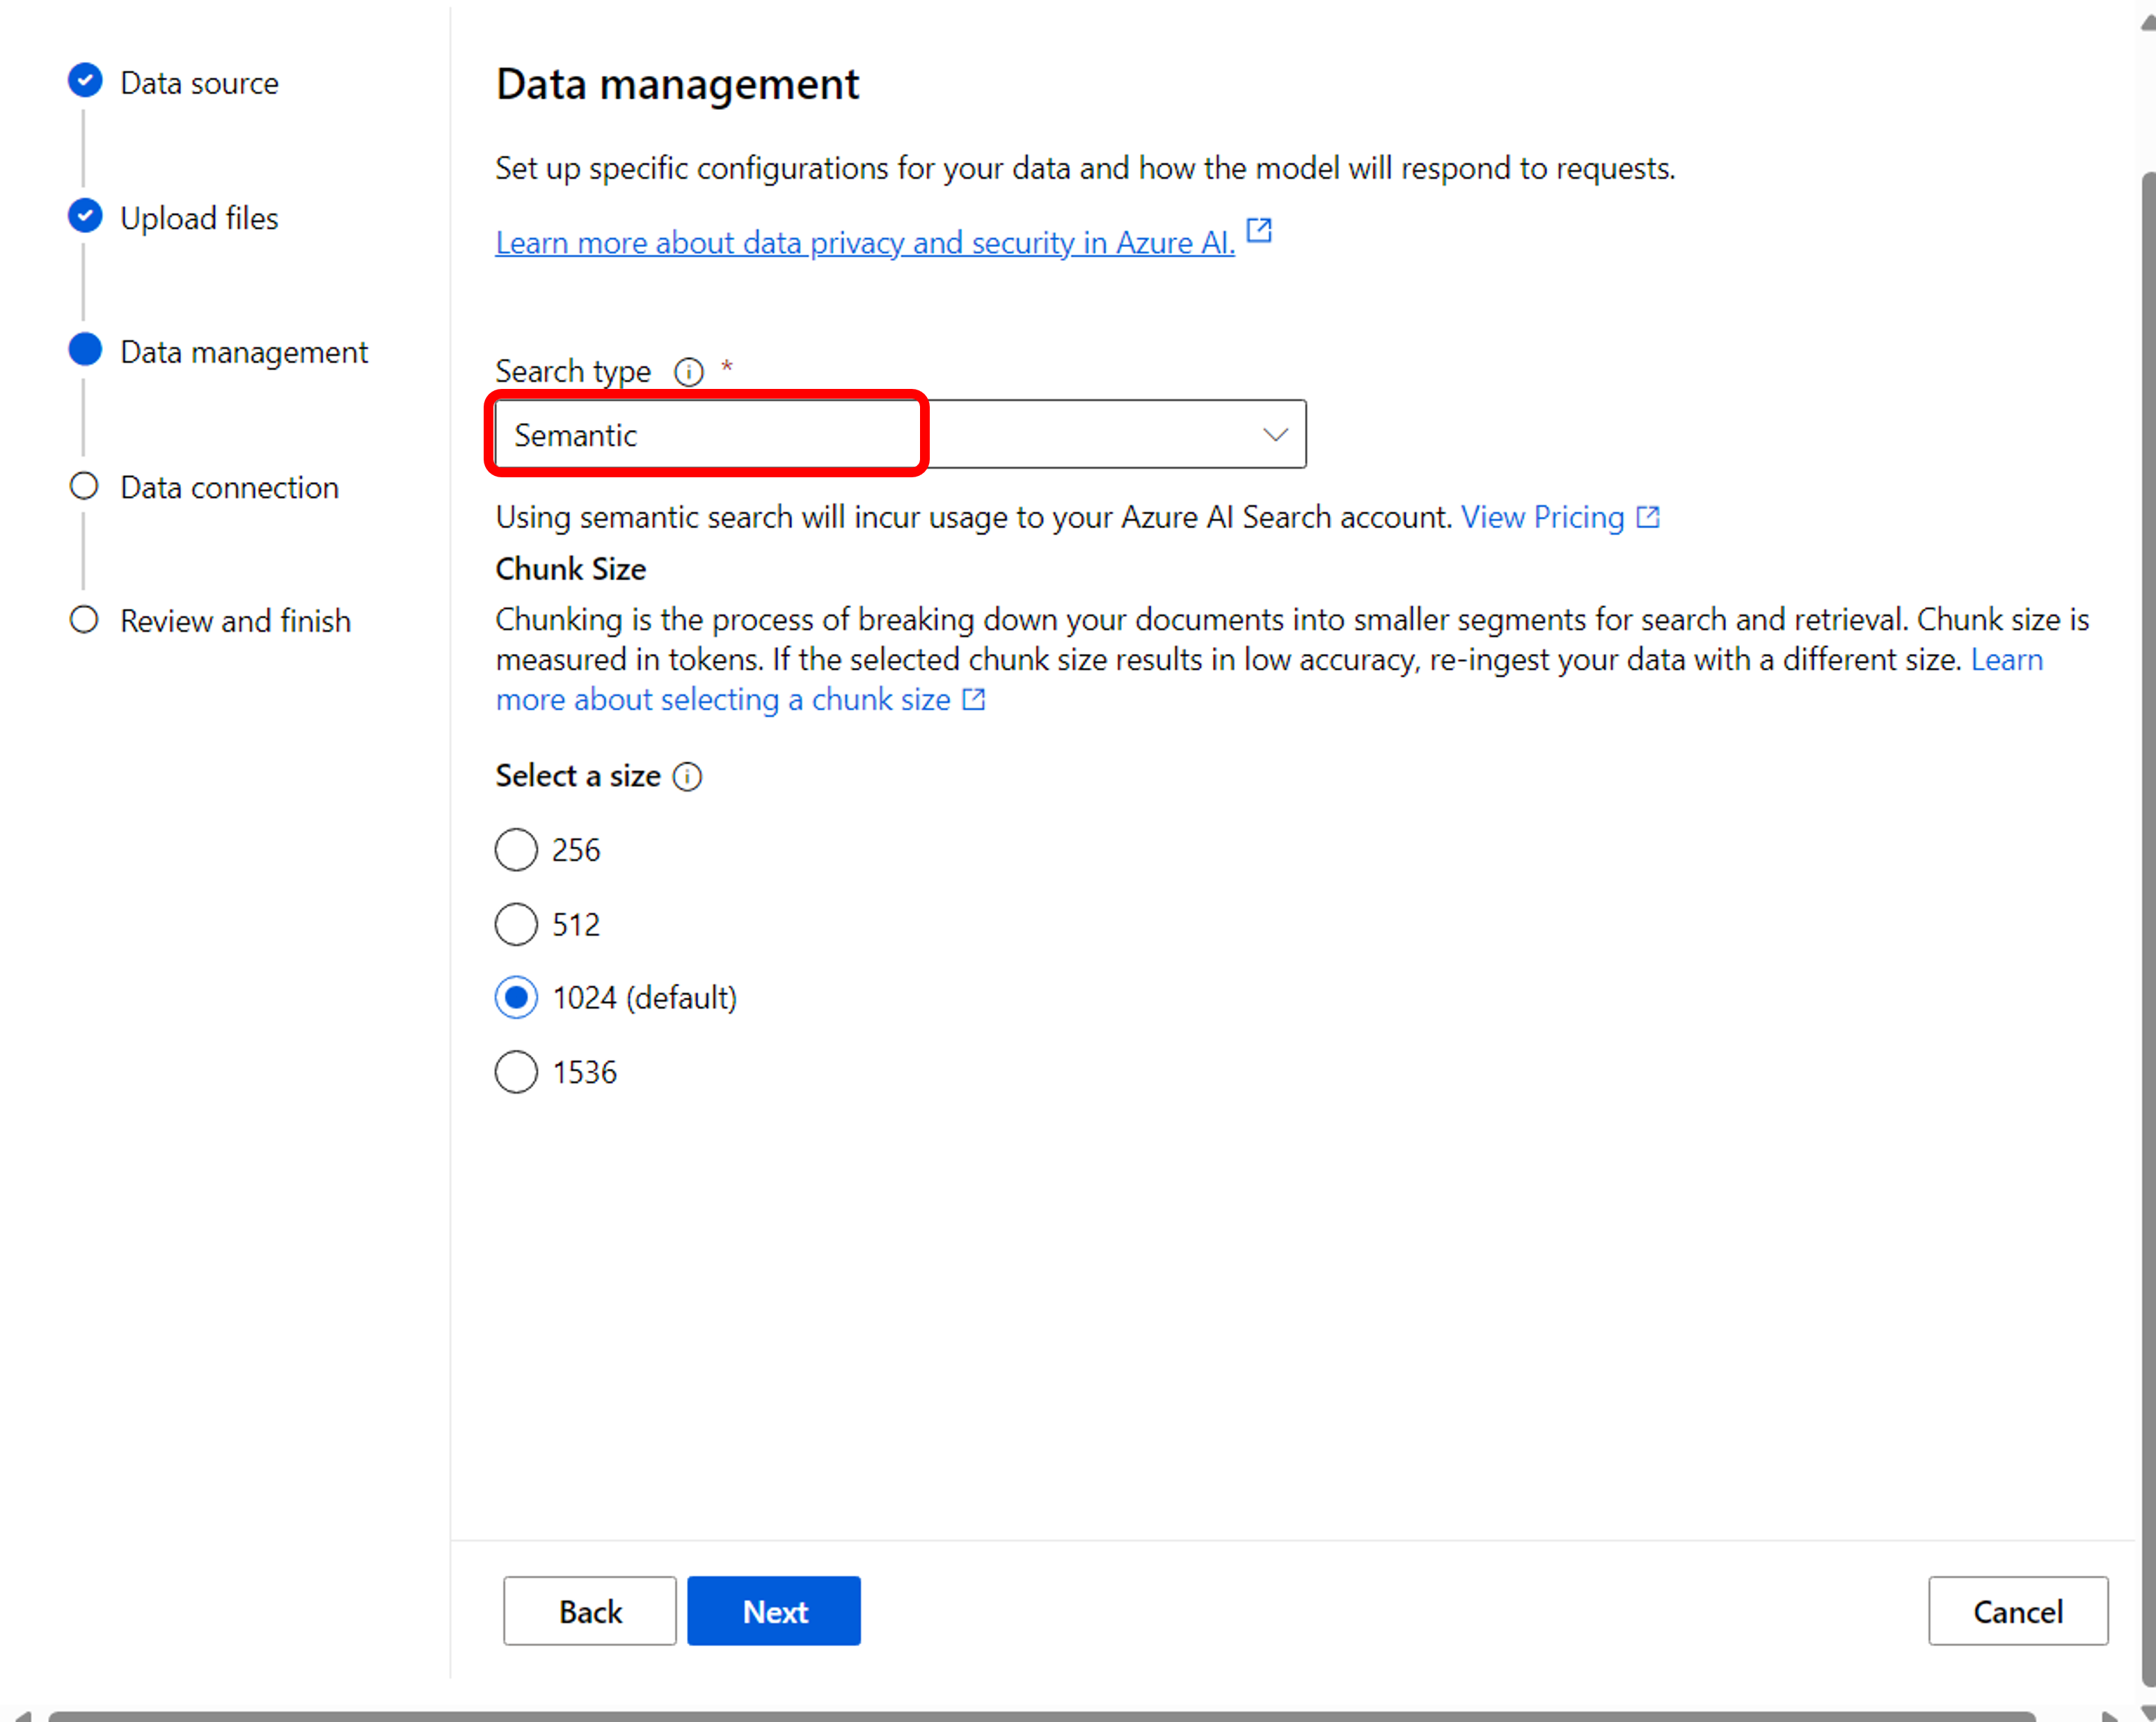 Data source
Upload files
Data management
Data connection
Review and finish
Data management
Set up specific configurations for your data and how the model will respond to requests.
Learn more about data privacy and security in Azure AI.
Search type *
Semantic
Using semantic search will incur usage to your Azure AI Search account. View Pricing
Chunk Size
Chunking is the process of breaking down your documents into smaller segments for search and retrieval. Chunk size is
measured in tokens. If the selected chunk size results in low accuracy, re-ingest your data with a different size. Learn
more about selecting a chunk size
Select a size
256
512
1024 (default)
1536
Back
Next
Cancel